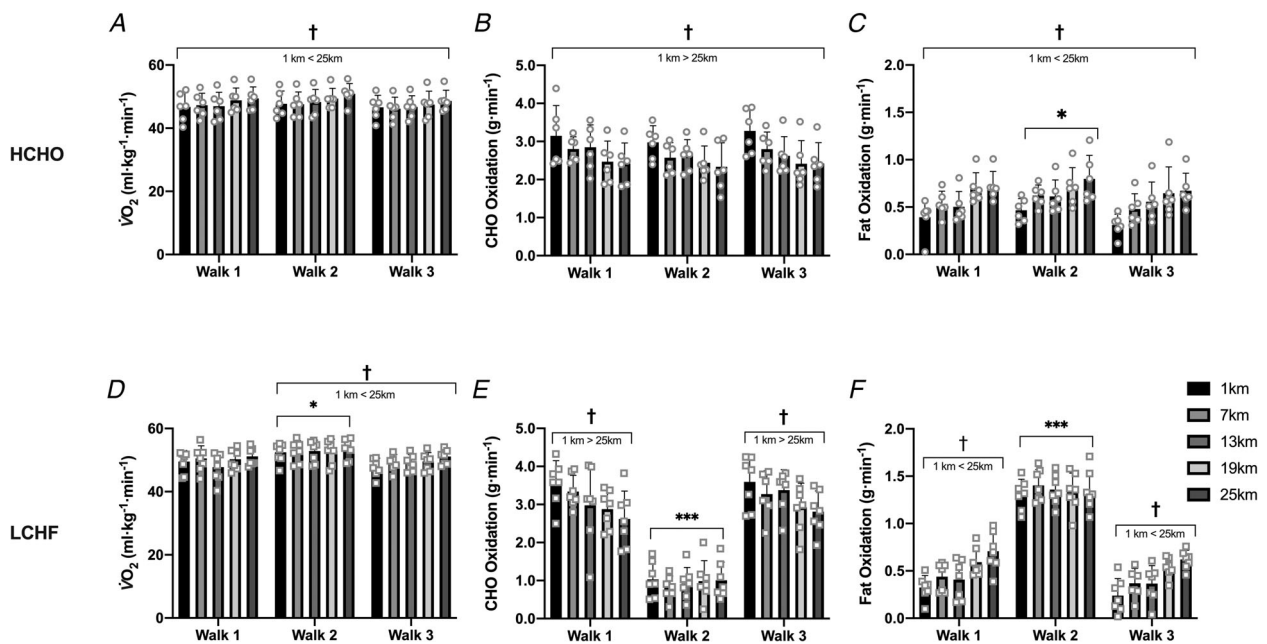 A
B
C
†
†
†
1 km < 25km
1 km > 25km
1 km < 25km
HCHO
V̇O2 (ml·kg-1·min-1)
60
40
20
0
Walk 1
Walk 2
Walk 3
CHO Oxidation (g·min-1)
5.0
4.0
3.0
2.0
1.0
0.0
Walk 1
Walk 2
Walk 3
Fat Oxidation (g·min-1)
2.0
1.5
1.0
0.5
0.0
*
Walk 1
Walk 2
Walk 3
D
E
F
LCHF
†
1 km < 25km
*
V̇O2 (ml·kg-1·min-1)
60
40
20
0
Walk 1
Walk 2
Walk 3
†
1 km > 25km
***
†
1 km > 25km
CHO Oxidation (g·min-1)
5.0
4.0
3.0
2.0
1.0
0.0
Walk 1
Walk 2
Walk 3
†
1 km < 25km
***
†
1 km < 25km
Fat Oxidation (g·min-1)
2.0
1.5
1.0
0.5
0.0
Walk 1
Walk 2
Walk 3
1km
7km
13km
19km
25km